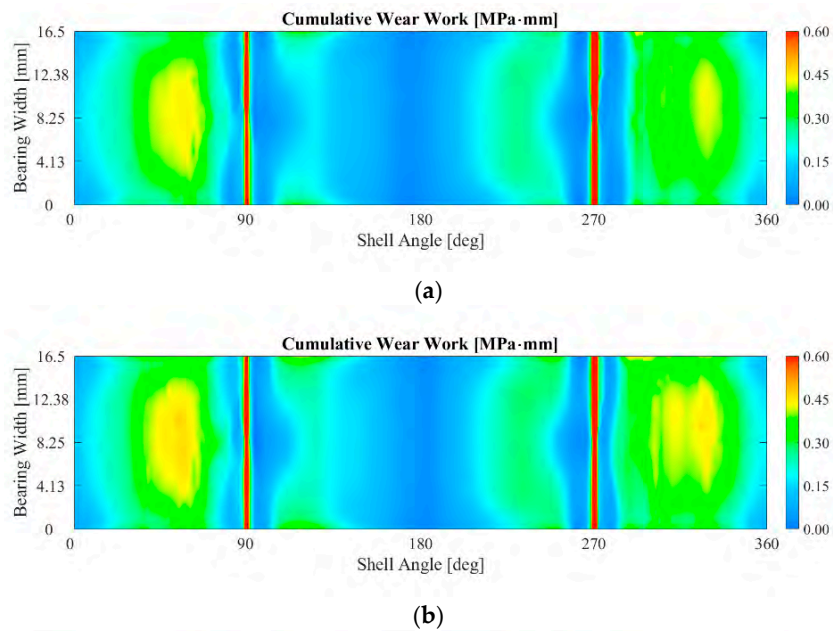 Cumulative Wear Work [MPa·mm]
16.5
12.38
8.25
4.13
0
Bearing Width [mm]
0 90 180 270 360
Shell Angle [deg]
0.60
0.45
0.30
0.15
0.00
(a)
Cumulative Wear Work [MPa·mm]
16.5
12.38
8.25
4.13
0
Bearing Width [mm]
0 90 180 270 360
Shell Angle [deg]
0.60
0.45
0.30
0.15
0.00
(b)